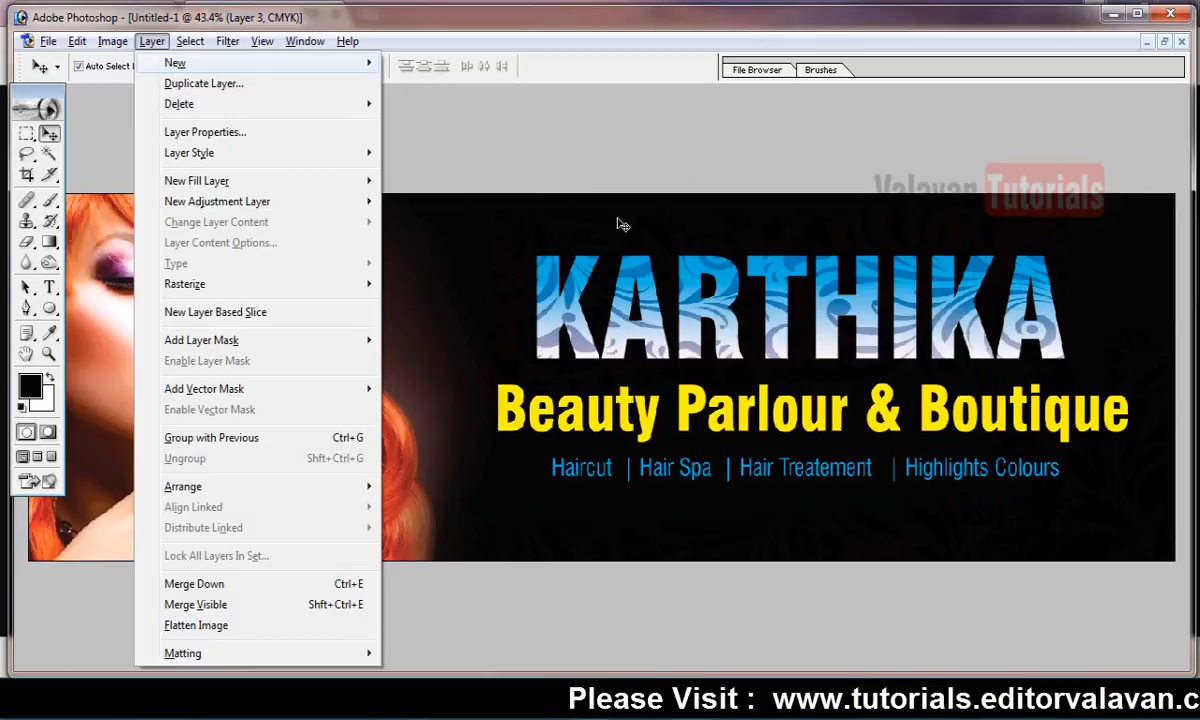 Adobe Photoshop - [Untitled-1 @ 43.4% (Layer 3, CMYK)]
File Edit Image Layer Select Filter View Window Help
Auto Select
File Browser Brushes
New
Duplicate Layer...
Delete
Layer Properties...
Layer Style
New Fill Layer
New Adjustment Layer
Change Layer Content
Layer Content Options...
Type
Rasterize
New Layer Based Slice
Add Layer Mask
Enable Layer Mask
Add Vector Mask
Enable Vector Mask
Group with Previous Ctrl+G
Ungroup Shft+Ctrl+G
Arrange
Align Linked
Distribute Linked
Lock All Layers In Set...
Merge Down Ctrl+E
Merge Visible Shft+Ctrl+E
Flatten Image
Matting
Valavan Tutorials
KARTHIKA
Beauty Parlour & Boutique
Haircut | Hair Spa | Hair Treatement | Highlights Colours
Please Visit : www.tutorials.editorvalavan.c